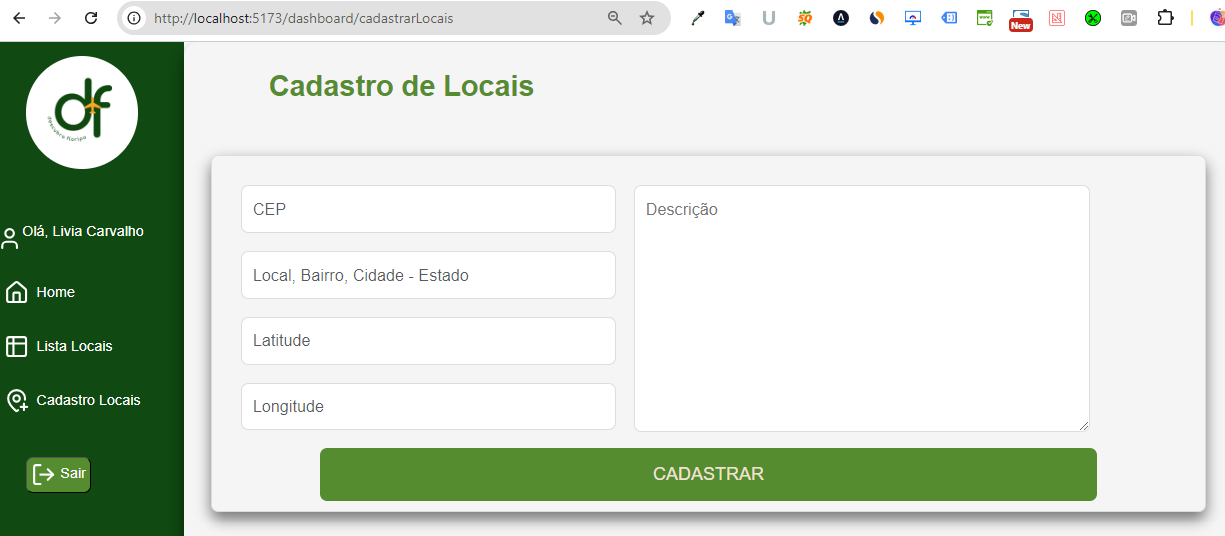 http://localhost:5173/dashboard/cadastrarLocais
New
df
descubra floripa
Cadastro de Locais
Olá, Livia Carvalho
Home
Lista Locais
Cadastro Locais
Sair
CEP
Local, Bairro, Cidade - Estado
Latitude
Longitude
Descrição
CADASTRAR